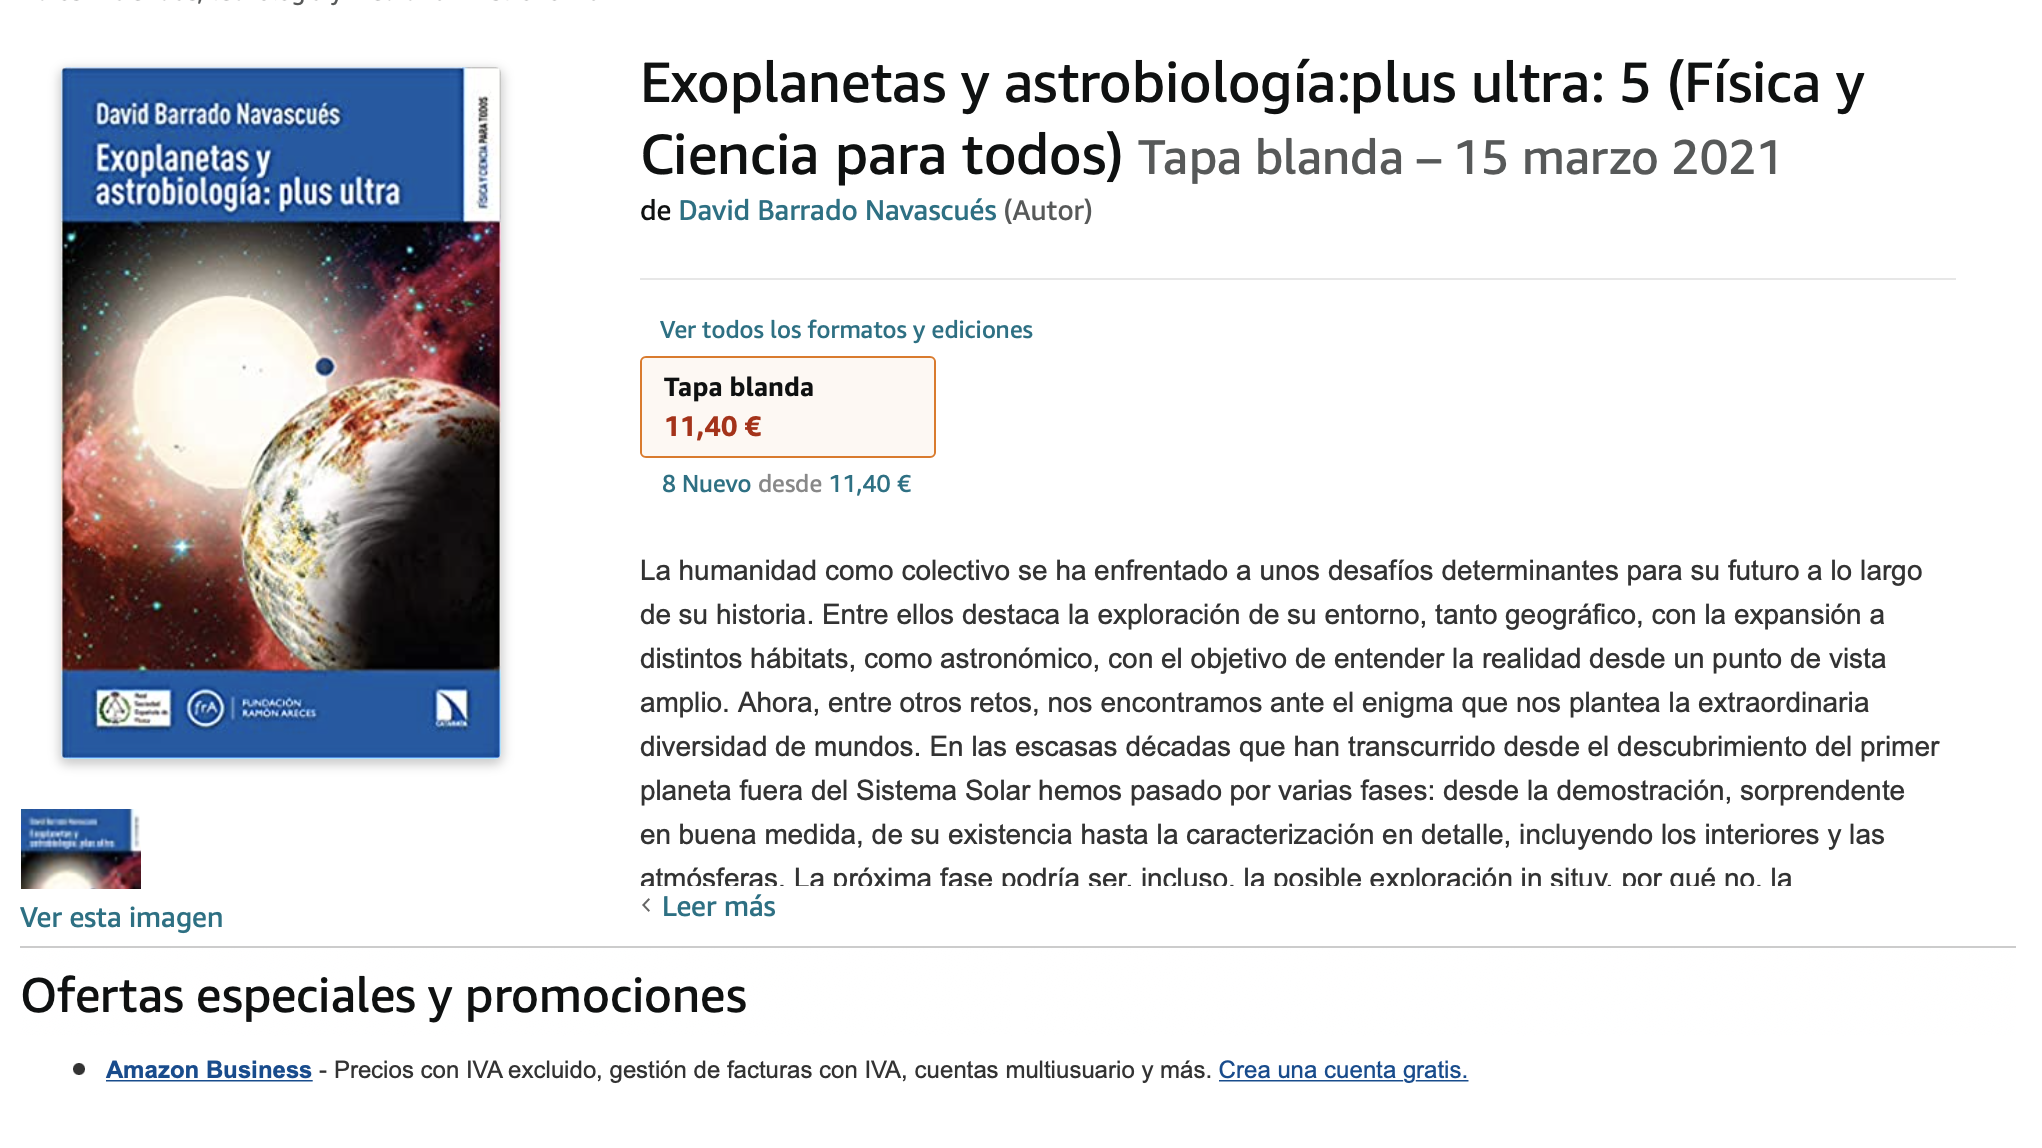 David Barrado Navascués
Exoplanetas y
astrobiología: plus ultra
FÍSICA Y CIENCIA PARA TODOS
Real
Sociedad
Española de
Física
frA
FUNDACIÓN
RAMÓN ARECES
CATARATA
Ver esta imagen
Exoplanetas y astrobiología:plus ultra: 5 (Física y
Ciencia para todos) Tapa blanda – 15 marzo 2021
de David Barrado Navascués (Autor)
Ver todos los formatos y ediciones
Tapa blanda
11,40 €
8 Nuevo desde 11,40 €
La humanidad como colectivo se ha enfrentado a unos desafíos determinantes para su futuro a lo largo
de su historia. Entre ellos destaca la exploración de su entorno, tanto geográfico, con la expansión a
distintos hábitats, como astronómico, con el objetivo de entender la realidad desde un punto de vista
amplio. Ahora, entre otros retos, nos encontramos ante el enigma que nos plantea la extraordinaria
diversidad de mundos. En las escasas décadas que han transcurrido desde el descubrimiento del primer
planeta fuera del Sistema Solar hemos pasado por varias fases: desde la demostración, sorprendente
en buena medida, de su existencia hasta la caracterización en detalle, incluyendo los interiores y las
atmósferas. La próxima fase podría ser, incluso, la posible exploración in situy, por qué no, la
‹ Leer más
Ofertas especiales y promociones
• Amazon Business - Precios con IVA excluido, gestión de facturas con IVA, cuentas multiusuario y más. Crea una cuenta gratis.